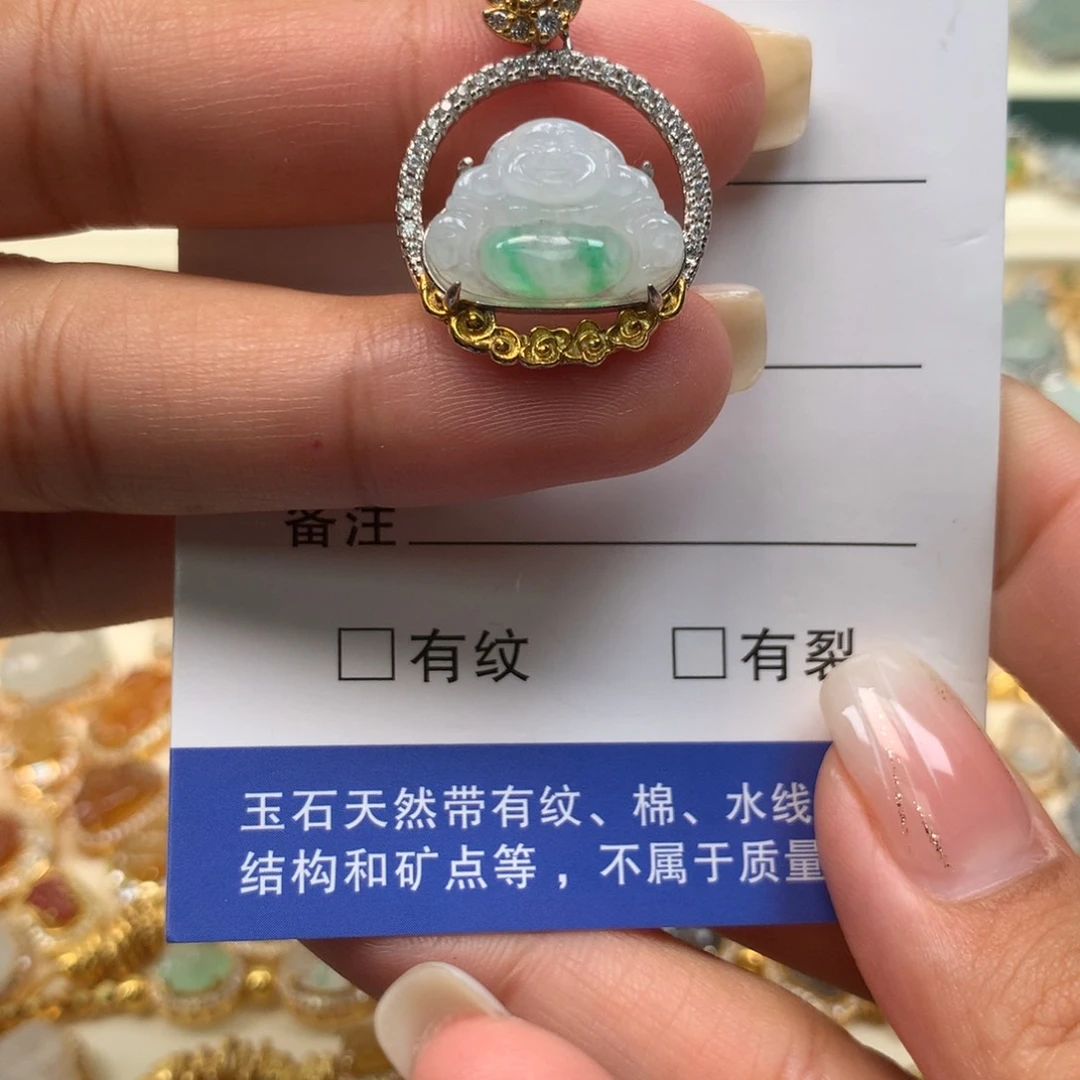 备注
有纹 有裂
玉石天然带有纹、棉、水线
结构和矿点等，不属于质量